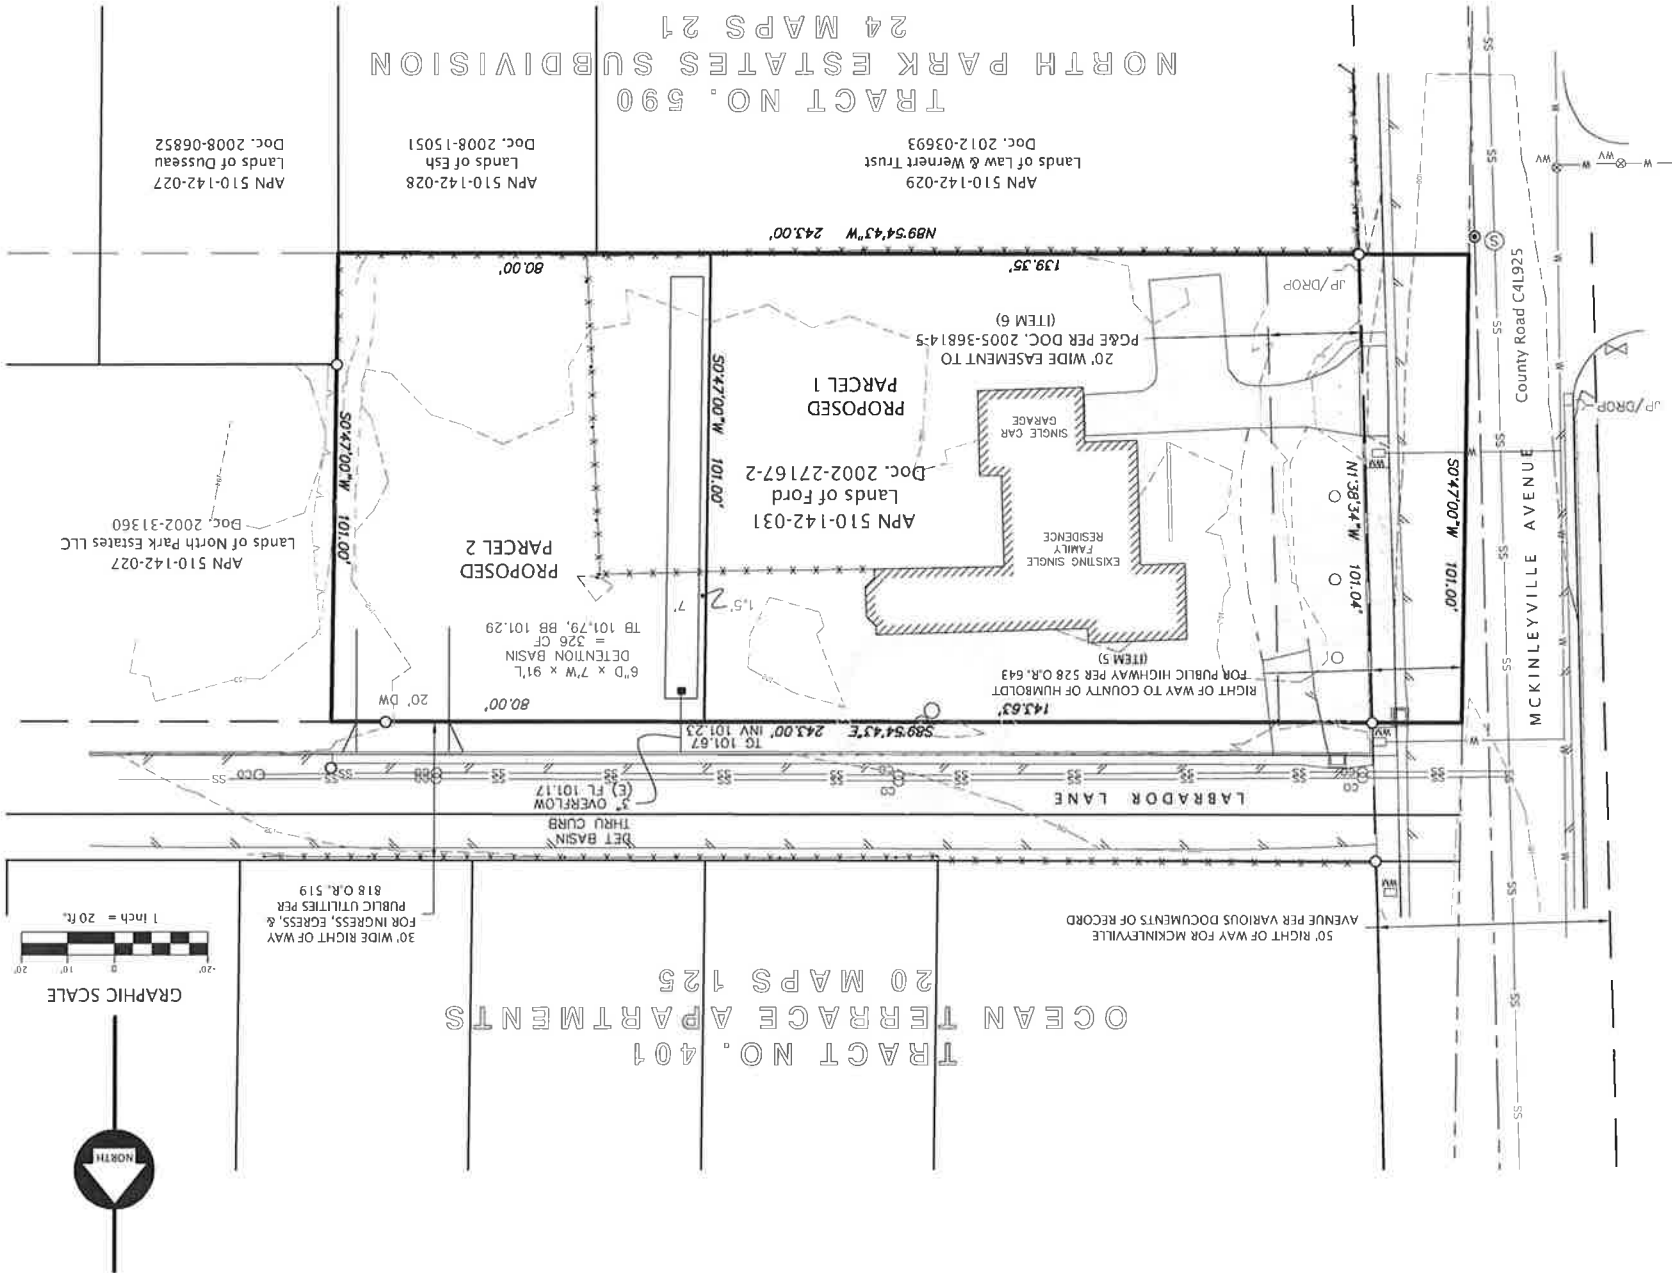 NORTH
GRAPHIC SCALE
-20' 0 10' 20'
1 inch = 20 ft.
TRACT NO. 401
OCEAN TERRACE APARTMENTS
20 MAPS 125
50' RIGHT OF WAY FOR MCKINLEYVILLE
AVENUE PER VARIOUS DOCUMENTS OF RECORD
30' WIDE RIGHT OF WAY
FOR INGRESS, EGRESS, &
PUBLIC UTILITIES PER
818 O.R. 519
DET BASIN
THRU CURB
3" OVERFLOW
(E) FL 101.17
LABRADOR LANE
TG 101.67
INV 101.23
S89°54'43"E 243.00'
143.63'
80.00'
20' DW
RIGHT OF WAY TO COUNTY OF HUMBOLDT
FOR PUBLIC HIGHWAY PER 528 O.R. 643
(ITEM 5)
6"D x 7'W x 91'L
DETENTION BASIN
= 326 CF
TB 101.79, BB 101.29
1.5'
7'
PROPOSED
PARCEL 2
EXISTING SINGLE
FAMILY
RESIDENCE
SINGLE CAR
GARAGE
APN 510-142-031
Lands of Ford
Doc. 2002-27167-2
PROPOSED
PARCEL 1
APN 510-142-027
Lands of North Park Estates LLC
Doc. 2002-31360
S0°47'00"W 101.00'
N1°38'34"W 101.04'
S0°47'00"W 101.00'
S0°47'00"W 101.00'
MCKINLEYVILLE AVENUE
County Road C4L925
20' WIDE EASEMENT TO
PG&E PER DOC. 2005-36814-5
(ITEM 6)
JP/DROP
JP/DROP
139.35'
80.00'
N89°54'43"W 243.00'
APN 510-142-029
Lands of Law & Wernert Trust
Doc. 2012-03693
APN 510-142-028
Lands of Esh
Doc. 2008-15051
APN 510-142-027
Lands of Dusseau
Doc. 2008-06852
TRACT NO. 590
NORTH PARK ESTATES SUBDIVISION
24 MAPS 21